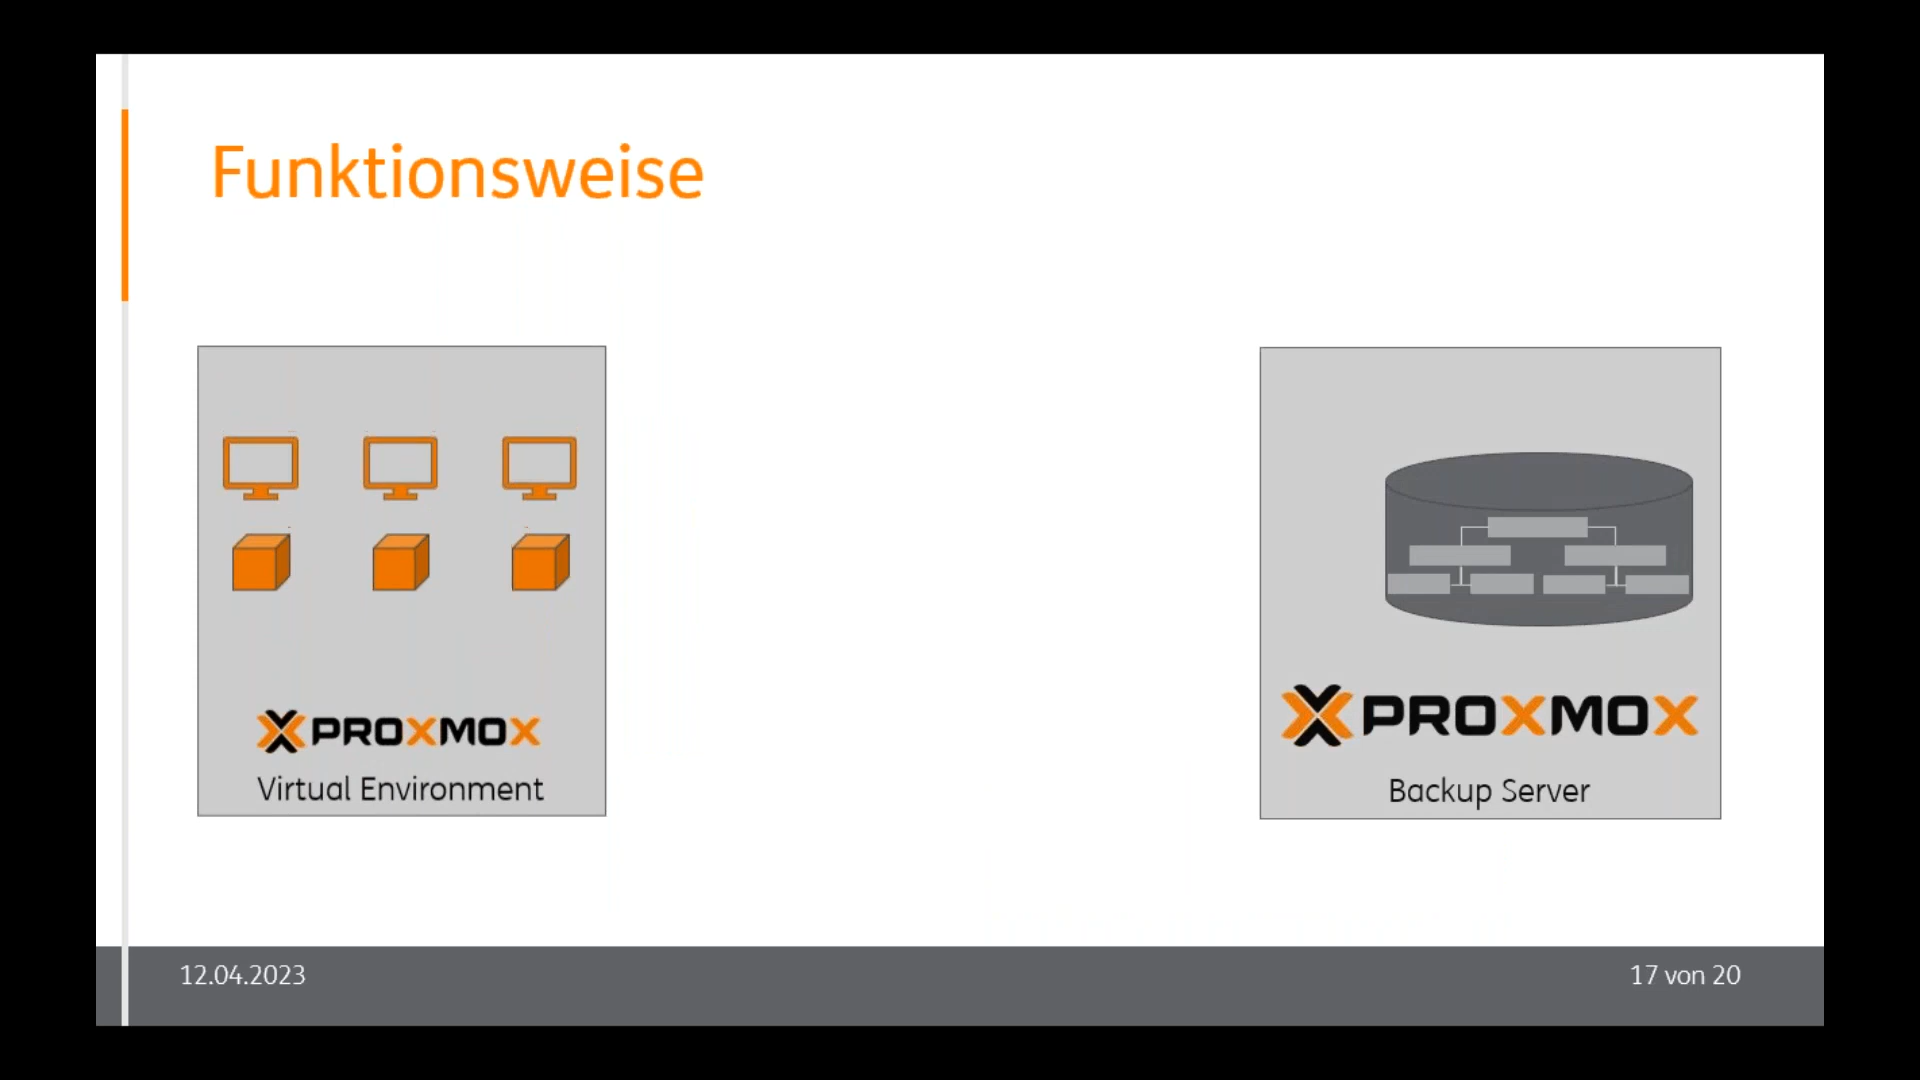 Funktionsweise
PROXMOX
Virtual Environment
PROXMOX
Backup Server
12.04.2023
17 von 20